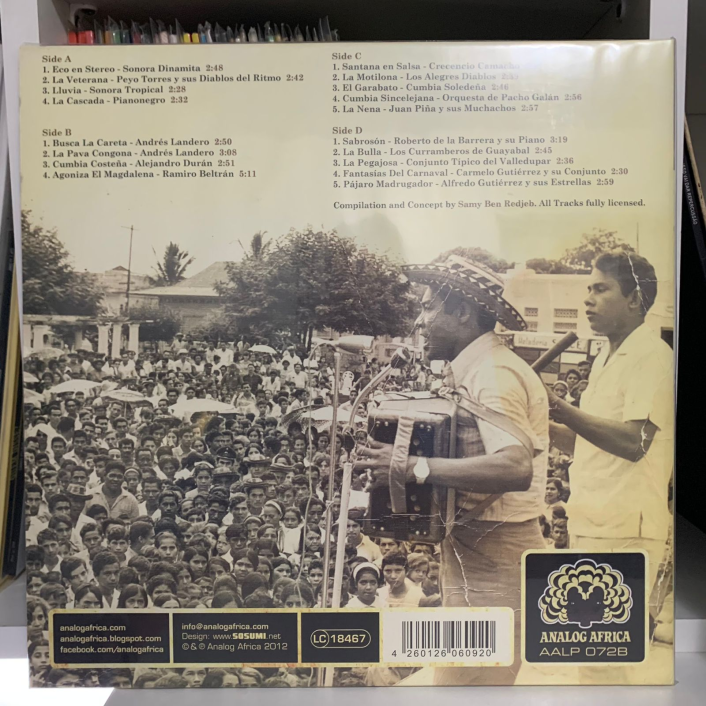 Side A
1. Eco en Stereo - Sonora Dinamita 2:48
2. La Veterana - Peyo Torres y sus Diablos del Ritmo 2:42
3. Lluvia - Sonora Tropical 2:28
4. La Cascada - Pianonegro 2:32
Side B
1. Busca La Careta - Andrés Landero 2:50
2. La Pava Congona - Andrés Landero 3:08
3. Cumbia Costeña - Alejandro Durán 2:51
4. Agoniza El Magdalena - Ramiro Beltrán 5:11
Side C
1. Santana en Salsa - Crecencio
2. La Motilona - Los Alegres Diablos
3. El Garabato - Cumbia Soledeña 2:46
4. Cumbia Sincelejana - Orquesta de Pacho Galán 2:56
5. La Nena - Juan Piña y sus Muchachos 2:57
Side D
1. Sabrosón - Roberto de la Barrera y su Piano 3:19
2. La Bulla - Los Curramberos de Guayabal 2:45
3. La Pegajosa - Conjunto Típico del Valledupar 2:36
4. Fantasías Del Carnaval - Carmelo Gutiérrez y su Conjunto 2:30
5. Pájaro Madrugador - Alfredo Gutiérrez y sus Estrellas 2:59
Compilation and Concept by Samy Ben Redjeb. All Tracks fully licensed.
Heladeria
analogafrica.com
analogafrica.blogspot.com
facebook.com/analogafrica
info@analogafrica.com
Design: www.SOSUMI.net
℗ & © Analog Africa 2012
LC 18467
4 260126 060920
ANALOG AFRICA
AALP 072B